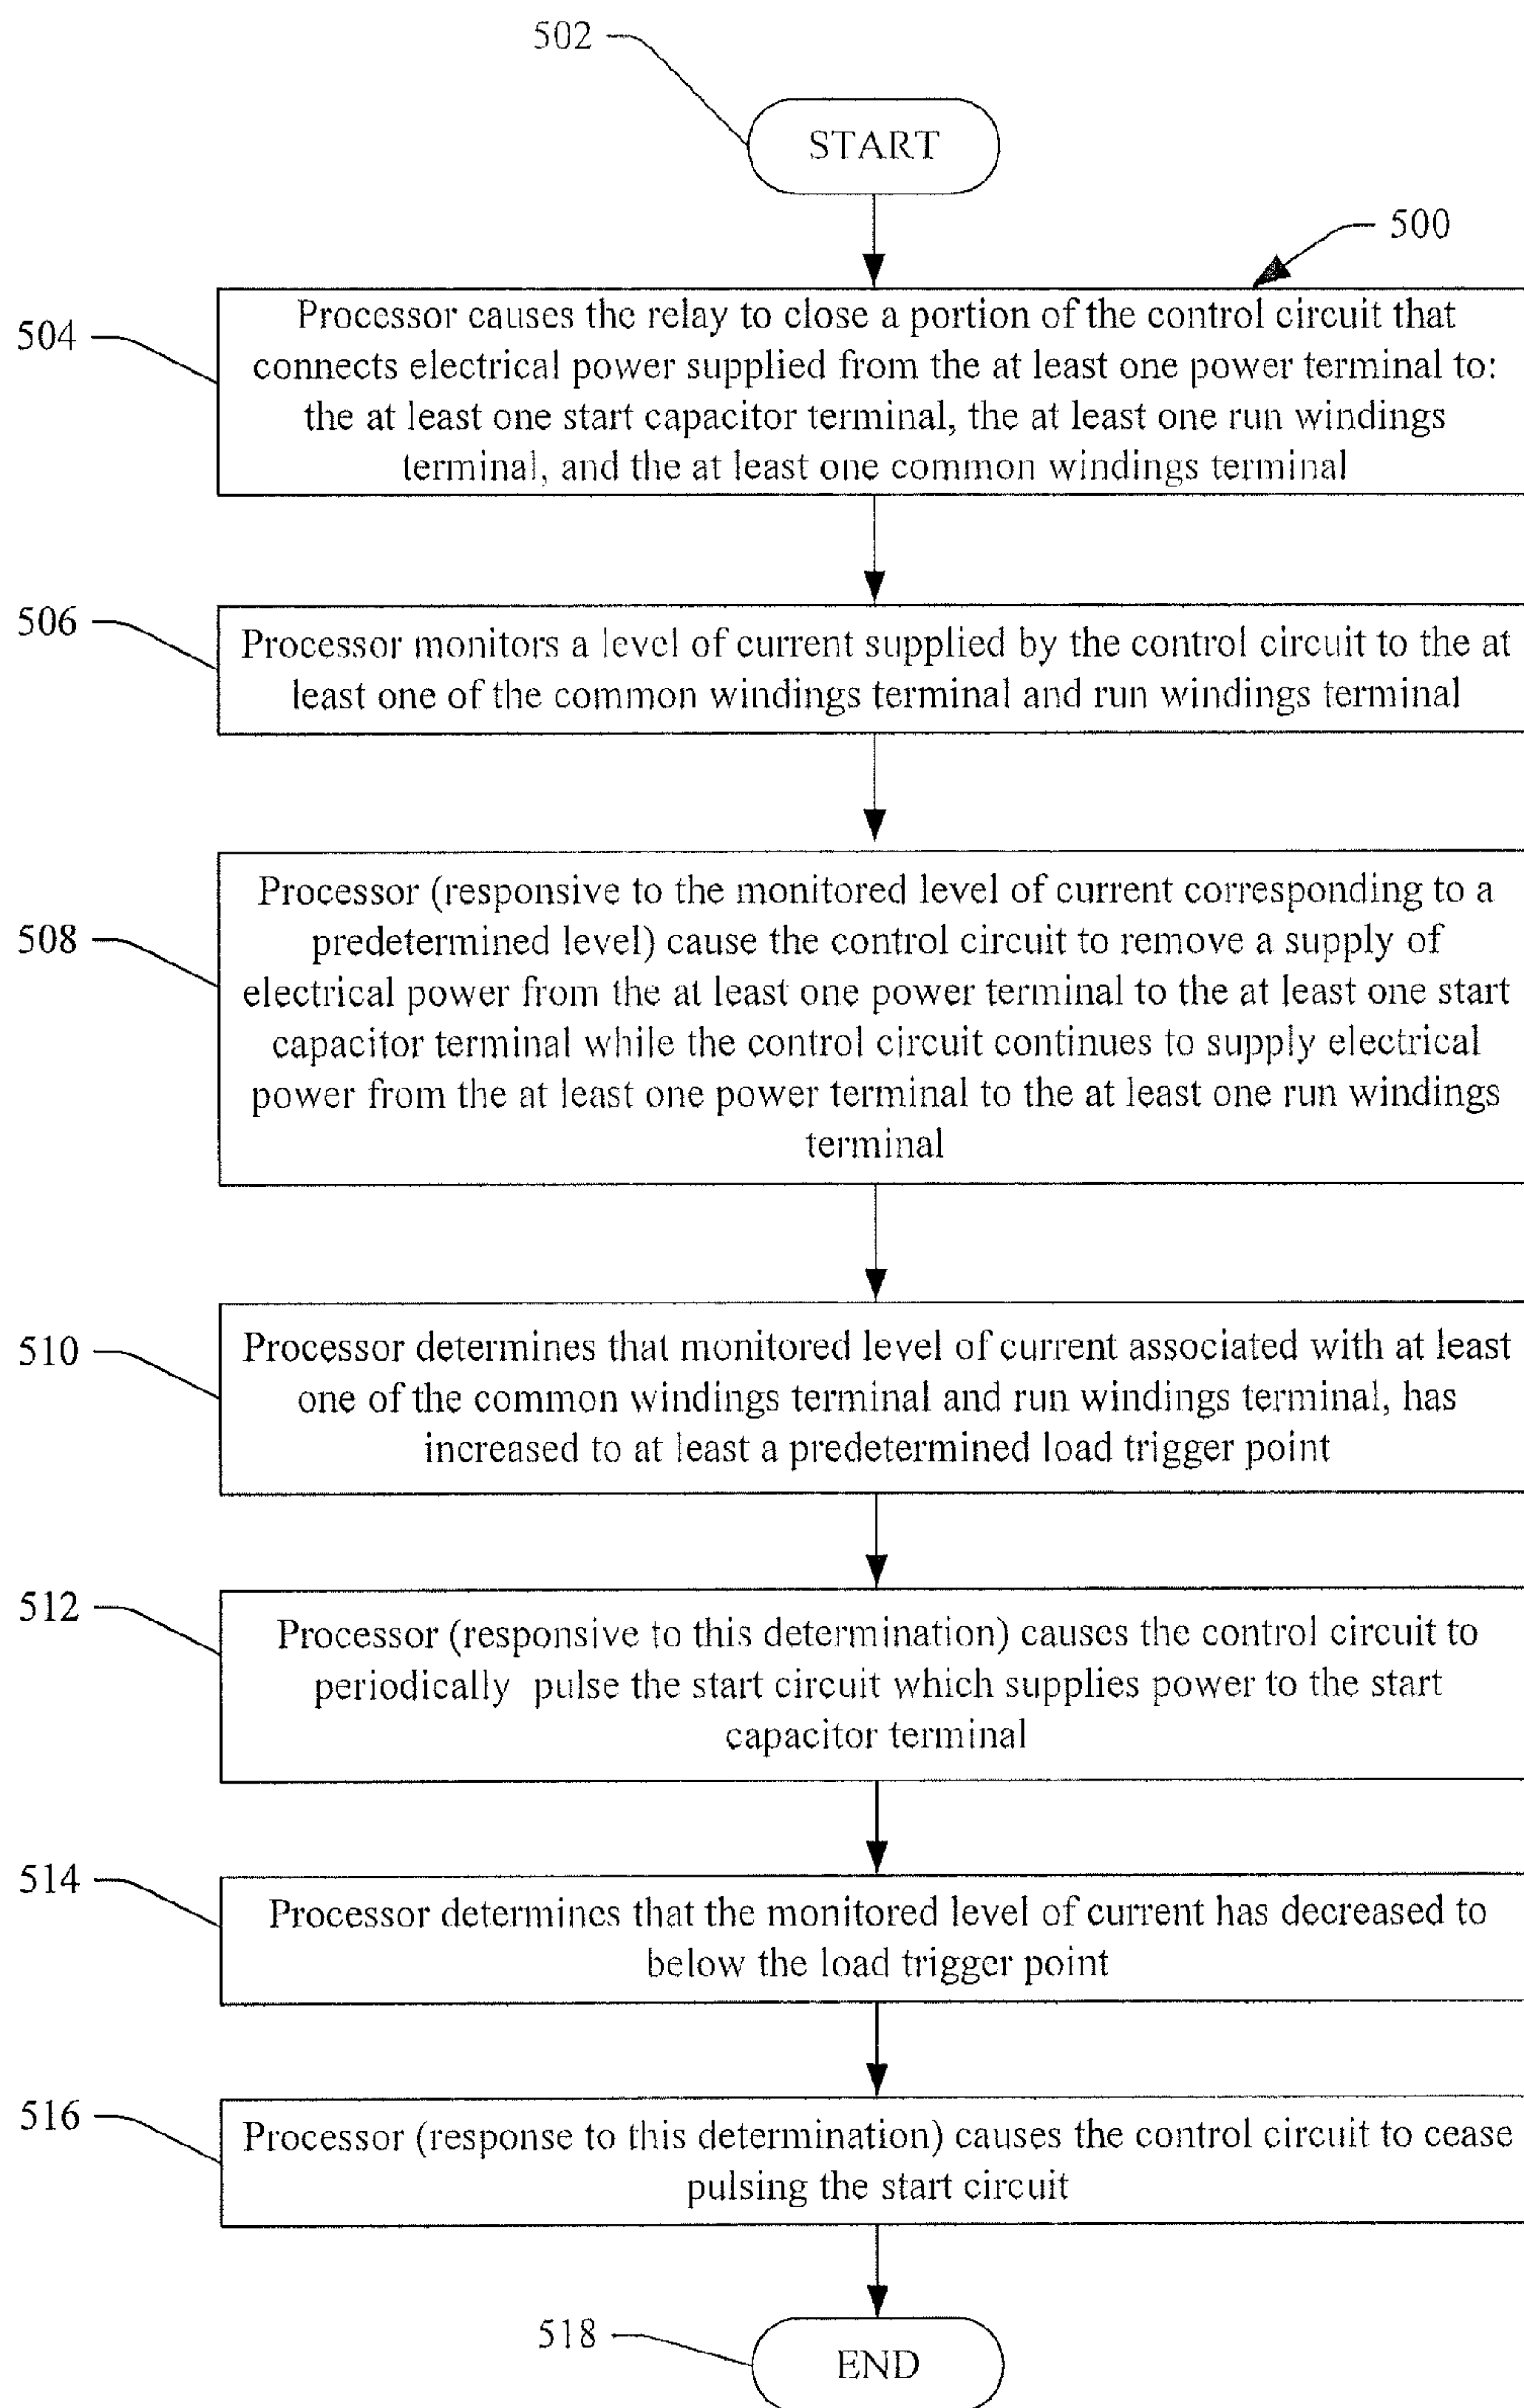 502
START
500
504
Processor causes the relay to close a portion of the control circuit that
connects electrical power supplied from the at least one power terminal to:
the at least one start capacitor terminal, the at least one run windings
terminal, and the at least one common windings terminal
506
Processor monitors a level of current supplied by the control circuit to the at
least one of the common windings terminal and run windings terminal
508
Processor (responsive to the monitored level of current corresponding to a
predetermined level) cause the control circuit to remove a supply of
electrical power from the at least one power terminal to the at least one start
capacitor terminal while the control circuit continues to supply electrical
power from the at least one power terminal to the at least one run windings
terminal
510
Processor determines that monitored level of current associated with at least
one of the common windings terminal and run windings terminal, has
increased to at least a predetermined load trigger point
512
Processor (responsive to this determination) causes the control circuit to
periodically pulse the start circuit which supplies power to the start
capacitor terminal
514
Processor determines that the monitored level of current has decreased to
below the load trigger point
516
Processor (response to this determination) causes the control circuit to cease
pulsing the start circuit
518
END